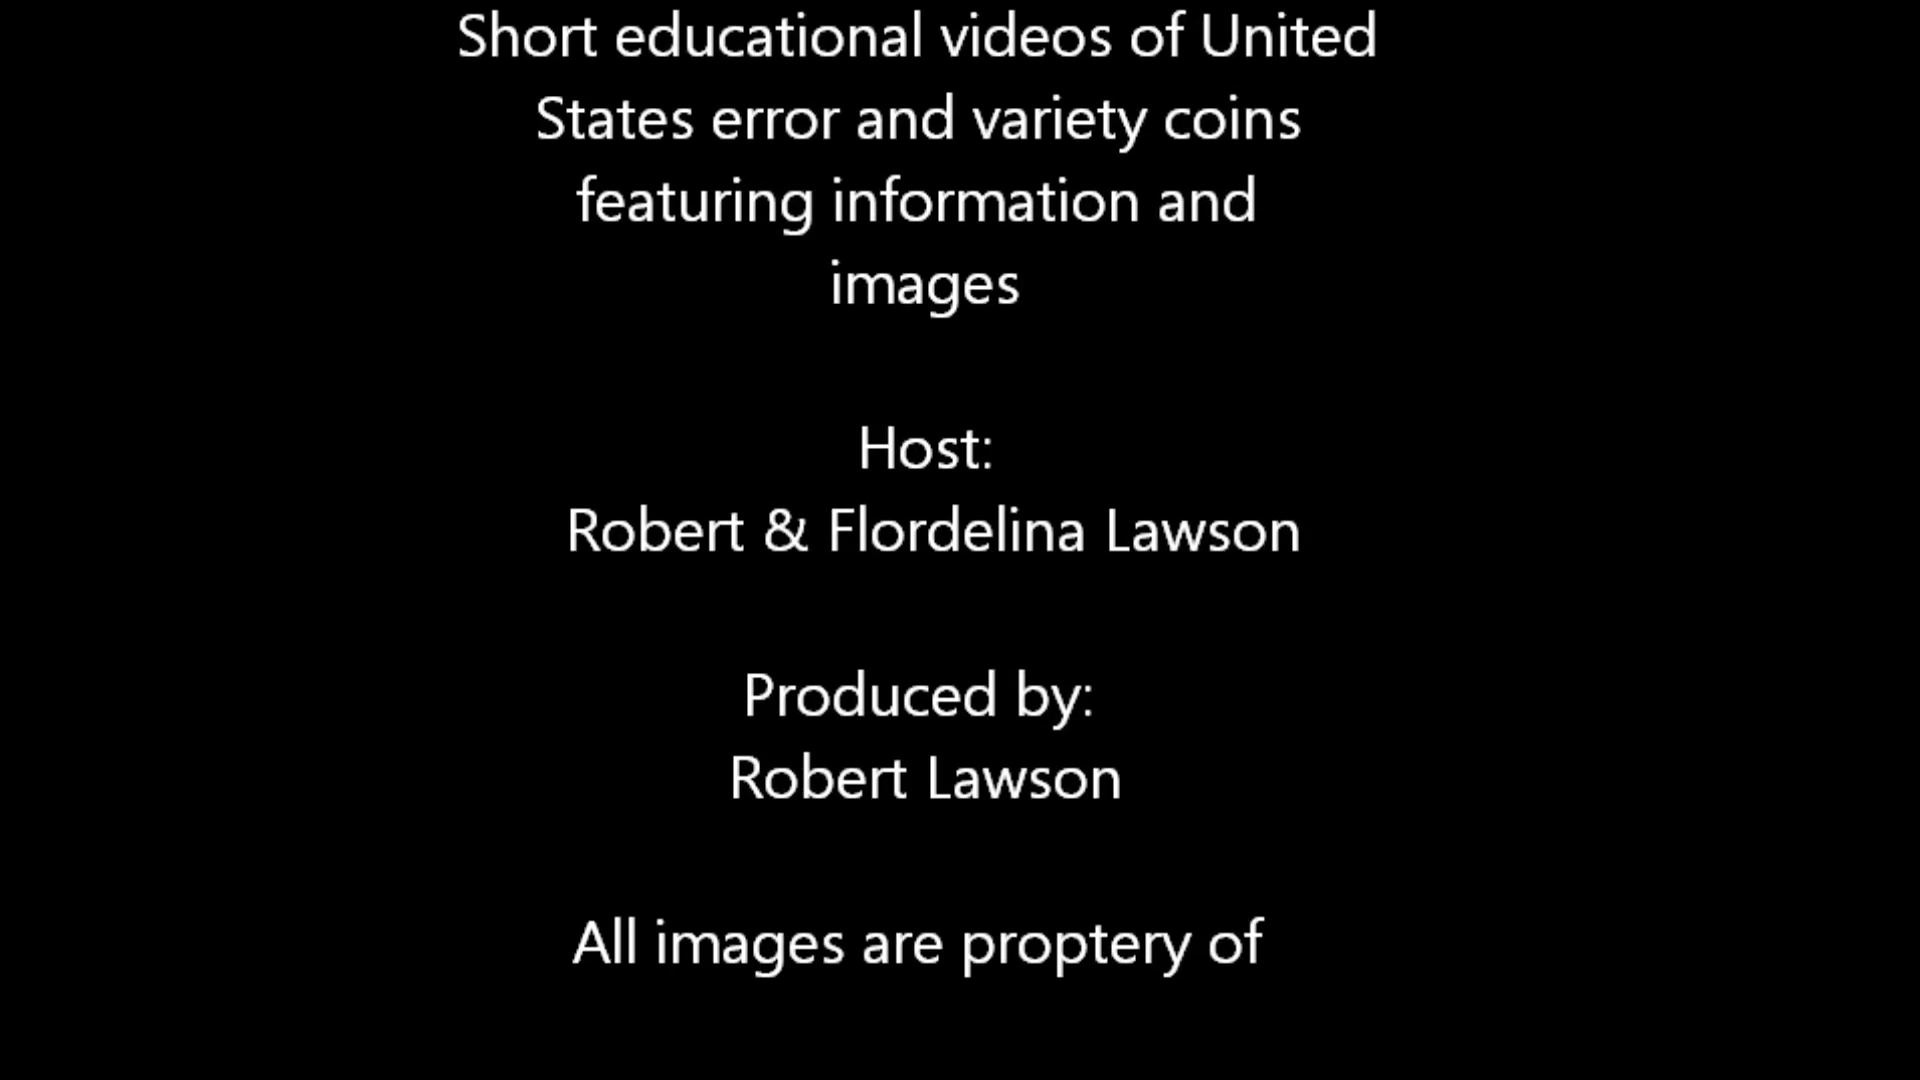 Short educational videos of United
States error and variety coins
featuring information and
images
Host:
Robert & Flordelina Lawson
Produced by:
Robert Lawson
All images are proptery of